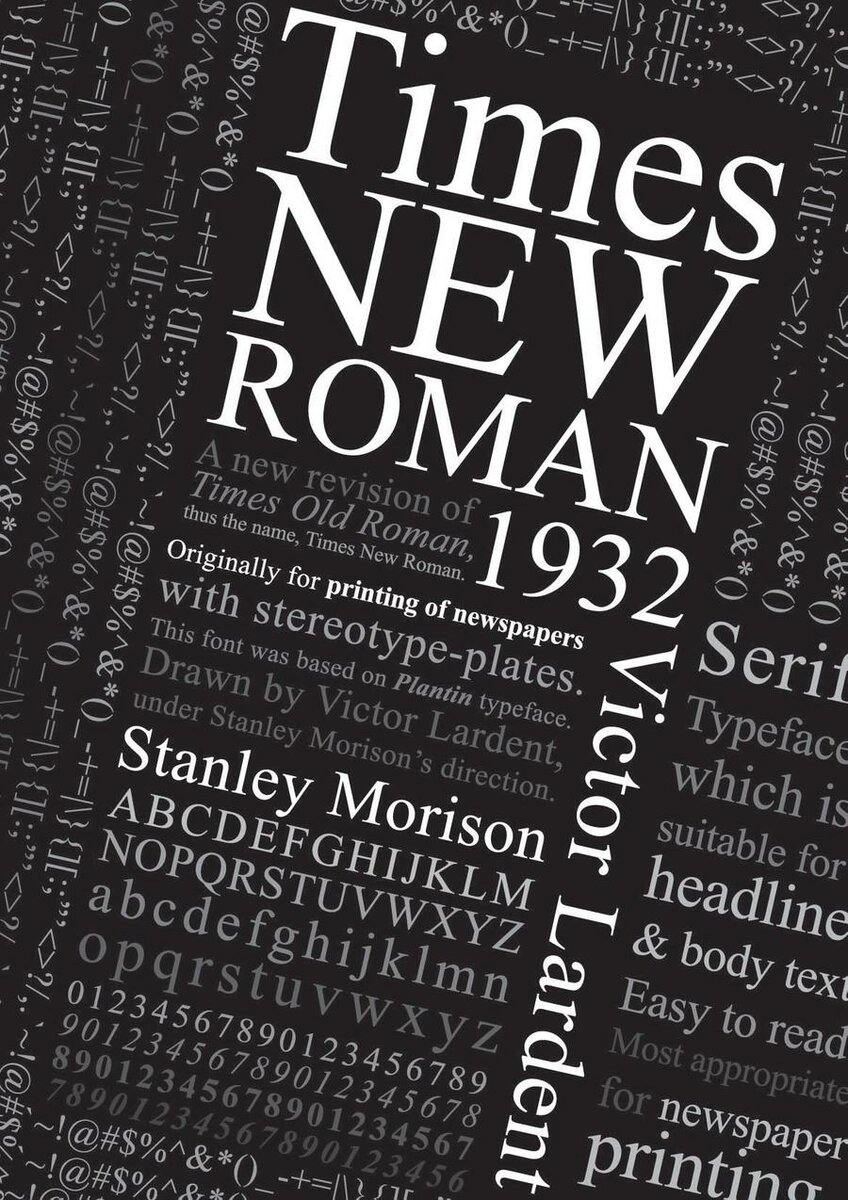 Times
NEW
ROMAN
1932
A new revision of
Times Old Roman,
thus the name, Times New Roman.
Originally for printing of newspapers
with stereotype-plates.
This font was based on Plantin typeface.
Drawn by Victor Lardent,
under Stanley Morison's direction.
Stanley Morison
ABCDEFGHIJKLM
NOPQRSTUVWXYZ
abcdefghijklmn
opqrstuvwxyz
01234567890123456789
9012345678901234567 8
89012345678901234567
78901234567890123456
Victor Lardent
Serif
Typeface
which is
suitable for
headline
& body text
Easy to read
Most appropriate
for newspaper
printing
`~!@#$%^&*()_-+=|\}{][:;"',<>?/.